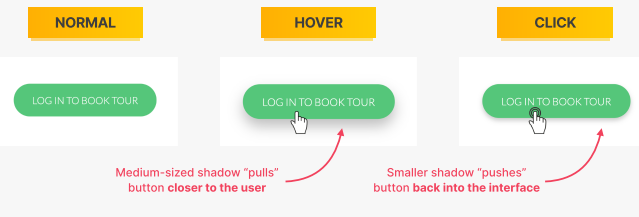 NORMAL
HOVER
CLICK
LOG IN TO BOOK TOUR
LOG IN TO BOOK TOUR
LOG IN TO BOOK TOUR
Medium-sized shadow “pulls”
button closer to the user
Smaller shadow “pushes”
button back into the interface